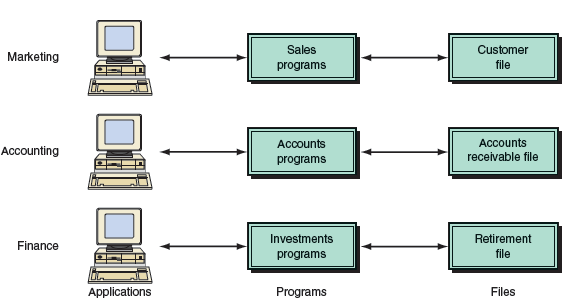 Marketing
Sales
programs
Customer
file
Accounting
Accounts
programs
Accounts
receivable file
Finance
Investments
programs
Retirement
file
Applications
Programs
Files